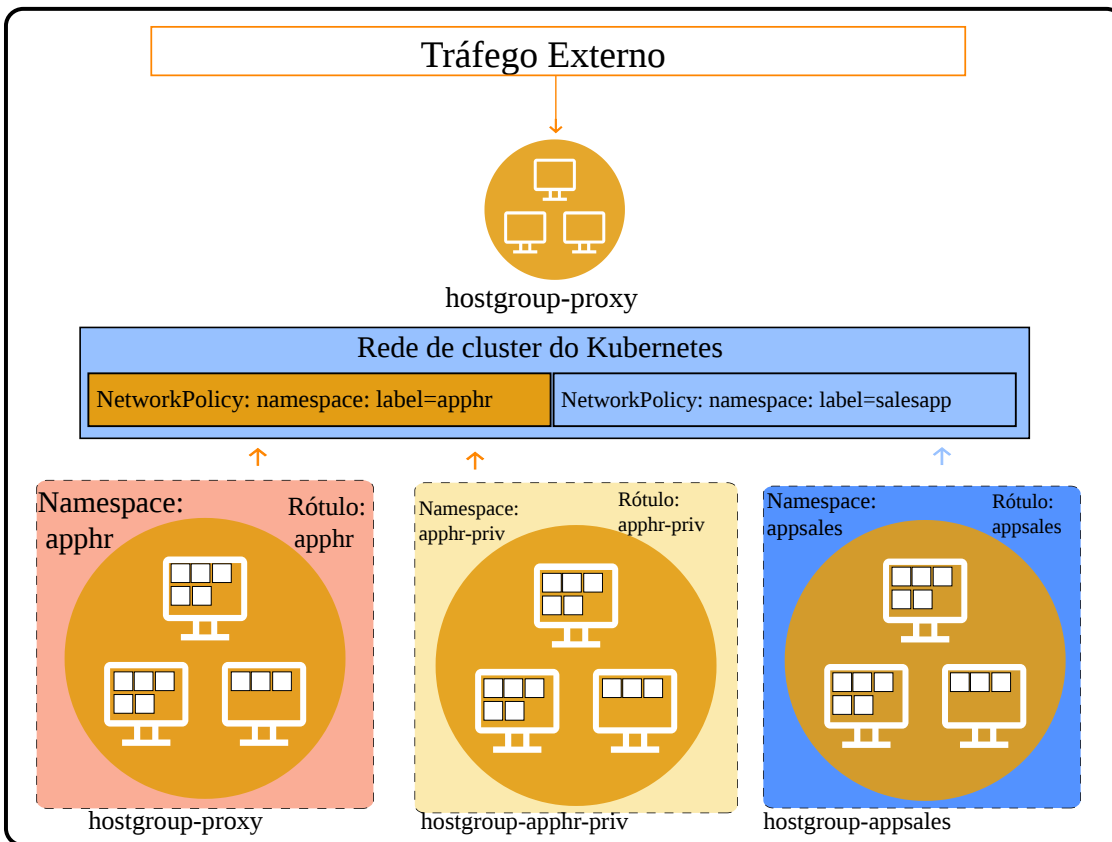 Tráfego Externo
hostgroup-proxy
Rede de cluster do Kubernetes
NetworkPolicy: namespace: label=apphr
NetworkPolicy: namespace: label=salesapp
Namespace:
apphr
Rótulo:
apphr
Namespace:
apphr-priv
Rótulo:
apphr-priv
Namespace:
appsales
Rótulo:
appsales
hostgroup-proxy
hostgroup-apphr-priv
hostgroup-appsales